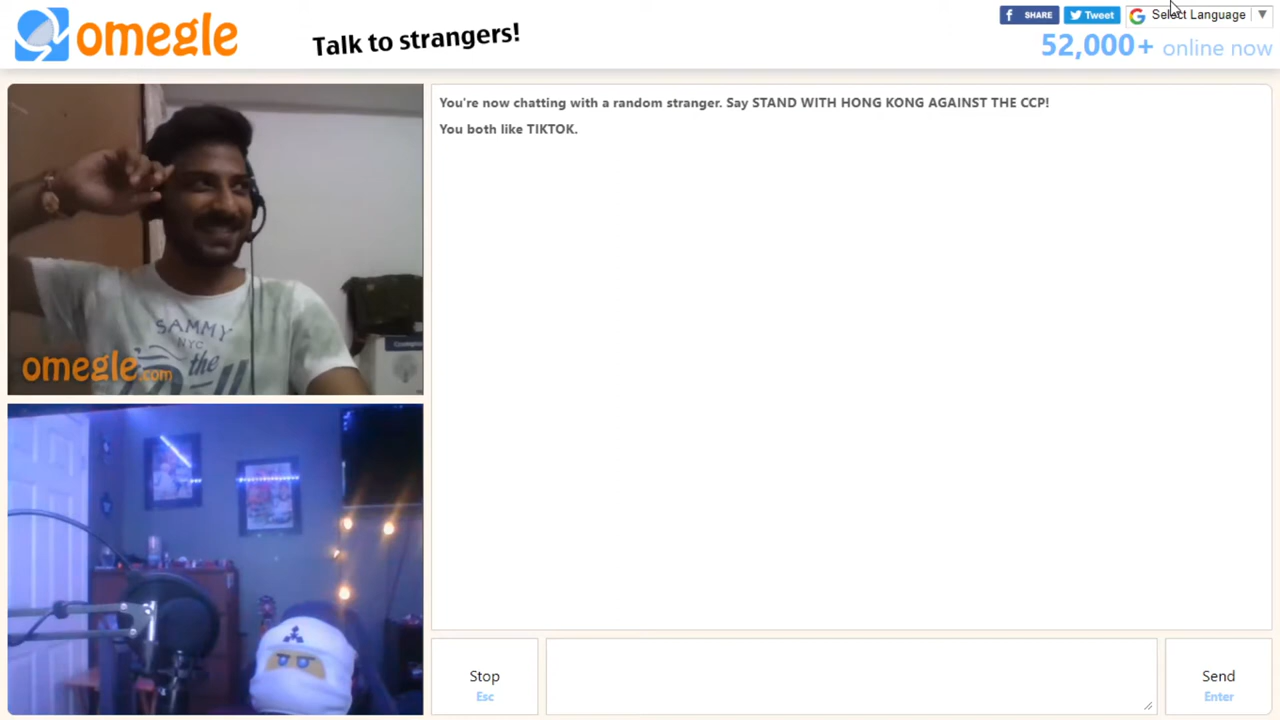 omegle
Talk to strangers!
SHARE
Tweet
Select Language
52,000+ online now
You're now chatting with a random stranger. Say STAND WITH HONG KONG AGAINST THE CCP!
You both like TIKTOK.
SAMMY
NYC
the
omegle.com
Stop
Esc
Send
Enter